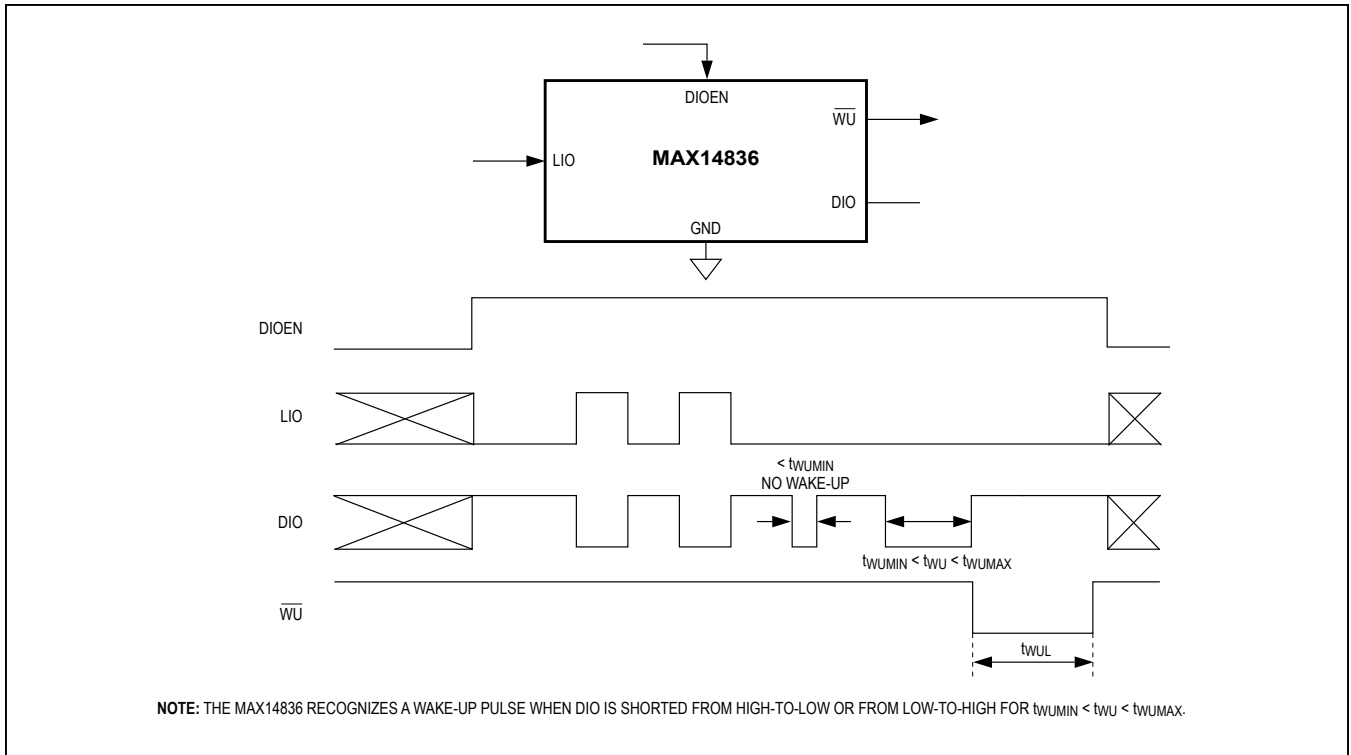 DIOEN
WU
LIO
MAX14836
DIO
GND
DIOEN
LIO
< tWUMIN
NO WAKE-UP
DIO
tWUMIN < tWU < tWUMAX
WU
tWUL
NOTE: THE MAX14836 RECOGNIZES A WAKE-UP PULSE WHEN DIO IS SHORTED FROM HIGH-TO-LOW OR FROM LOW-TO-HIGH FOR tWUMIN < tWU < tWUMAX.